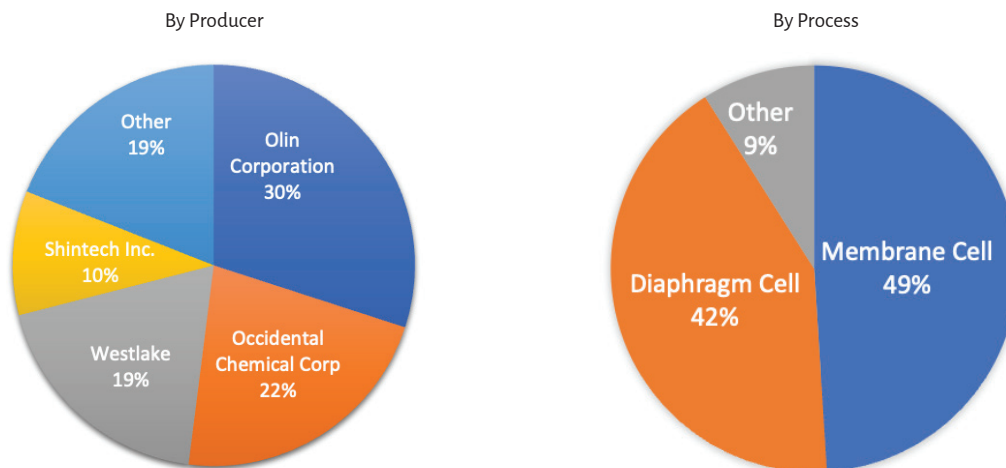 By Producer
Other
19%
Olin
Corporation
30%
Shintech Inc.
10%
Westlake
19%
Occidental
Chemical Corp
22%
By Process
Other
9%
Membrane Cell
49%
Diaphragm Cell
42%